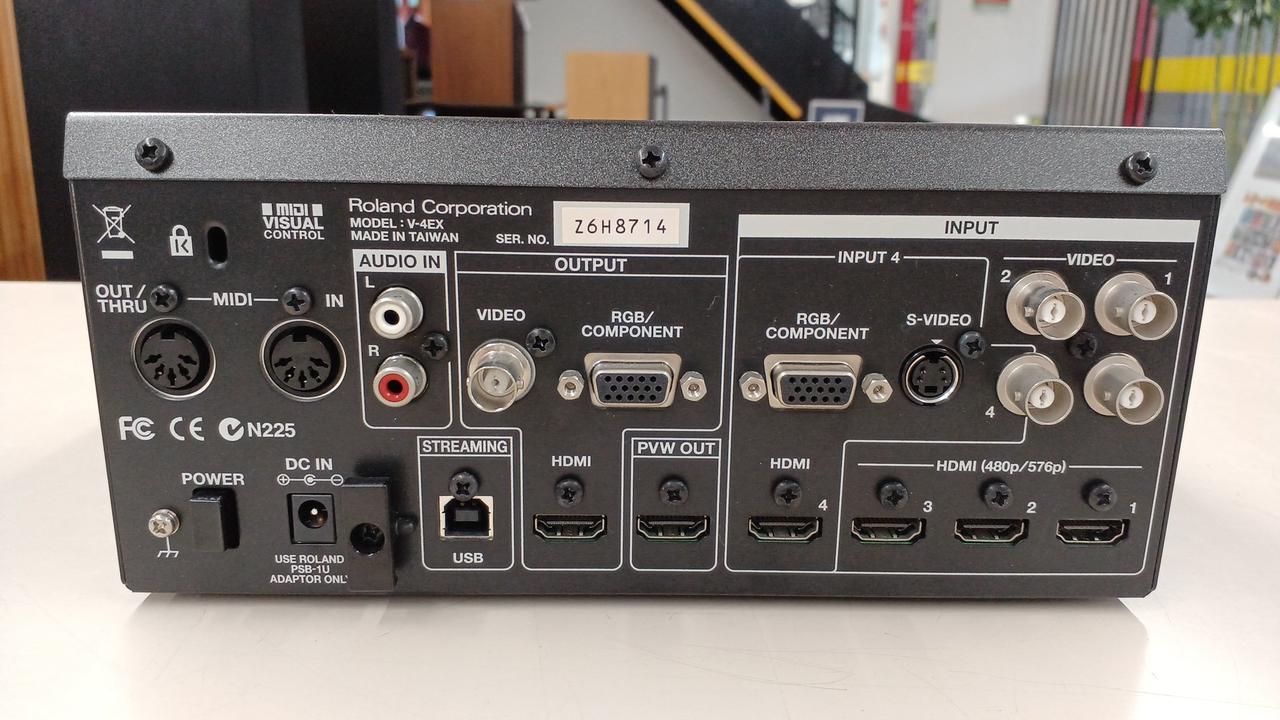 MIDI
VISUAL
CONTROL
Roland Corporation
MODEL : V-4EX
MADE IN TAIWAN
SER. NO.
Z6H8714
K
OUT/
THRU
MIDI
IN
AUDIO IN
L
R
OUTPUT
VIDEO
RGB/
COMPONENT
INPUT
INPUT 4
RGB/
COMPONENT
S-VIDEO
VIDEO
2
1
4
FC CE N225
POWER
DC IN
USE ROLAND
PSB-1U
ADAPTOR ONL
STREAMING
USB
HDMI
PVW OUT
HDMI
4
HDMI (480p/576p)
3
2
1